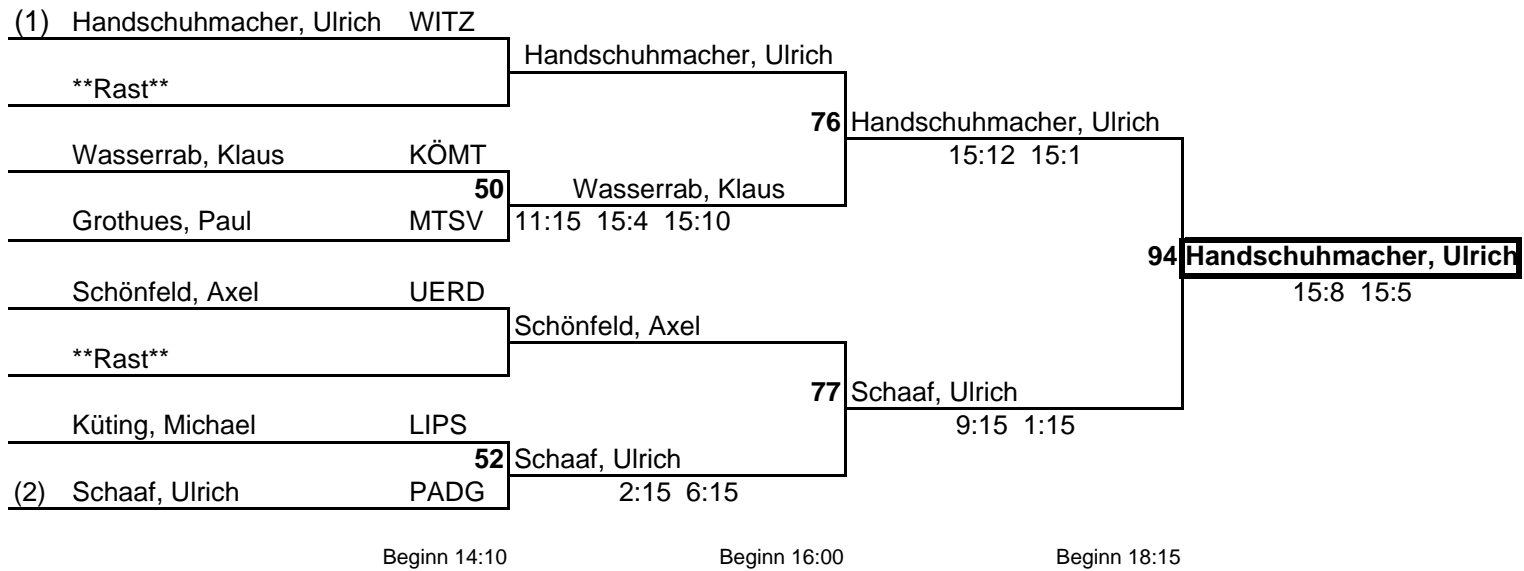 (1) Handschuhmacher, Ulrich WITZ
Handschuhmacher, Ulrich
**Rast**
76 Handschuhmacher, Ulrich
Wasserrab, Klaus KÖMT
15:12 15:1
50 Wasserrab, Klaus
Grothues, Paul MTSV
11:15 15:4 15:10
94 Handschuhmacher, Ulrich
Schönfeld, Axel UERD
15:8 15:5
Schönfeld, Axel
**Rast**
77 Schaaf, Ulrich
Küting, Michael LIPS
9:15 1:15
52 Schaaf, Ulrich
(2) Schaaf, Ulrich PADG
2:15 6:15
Beginn 14:10 Beginn 16:00 Beginn 18:15